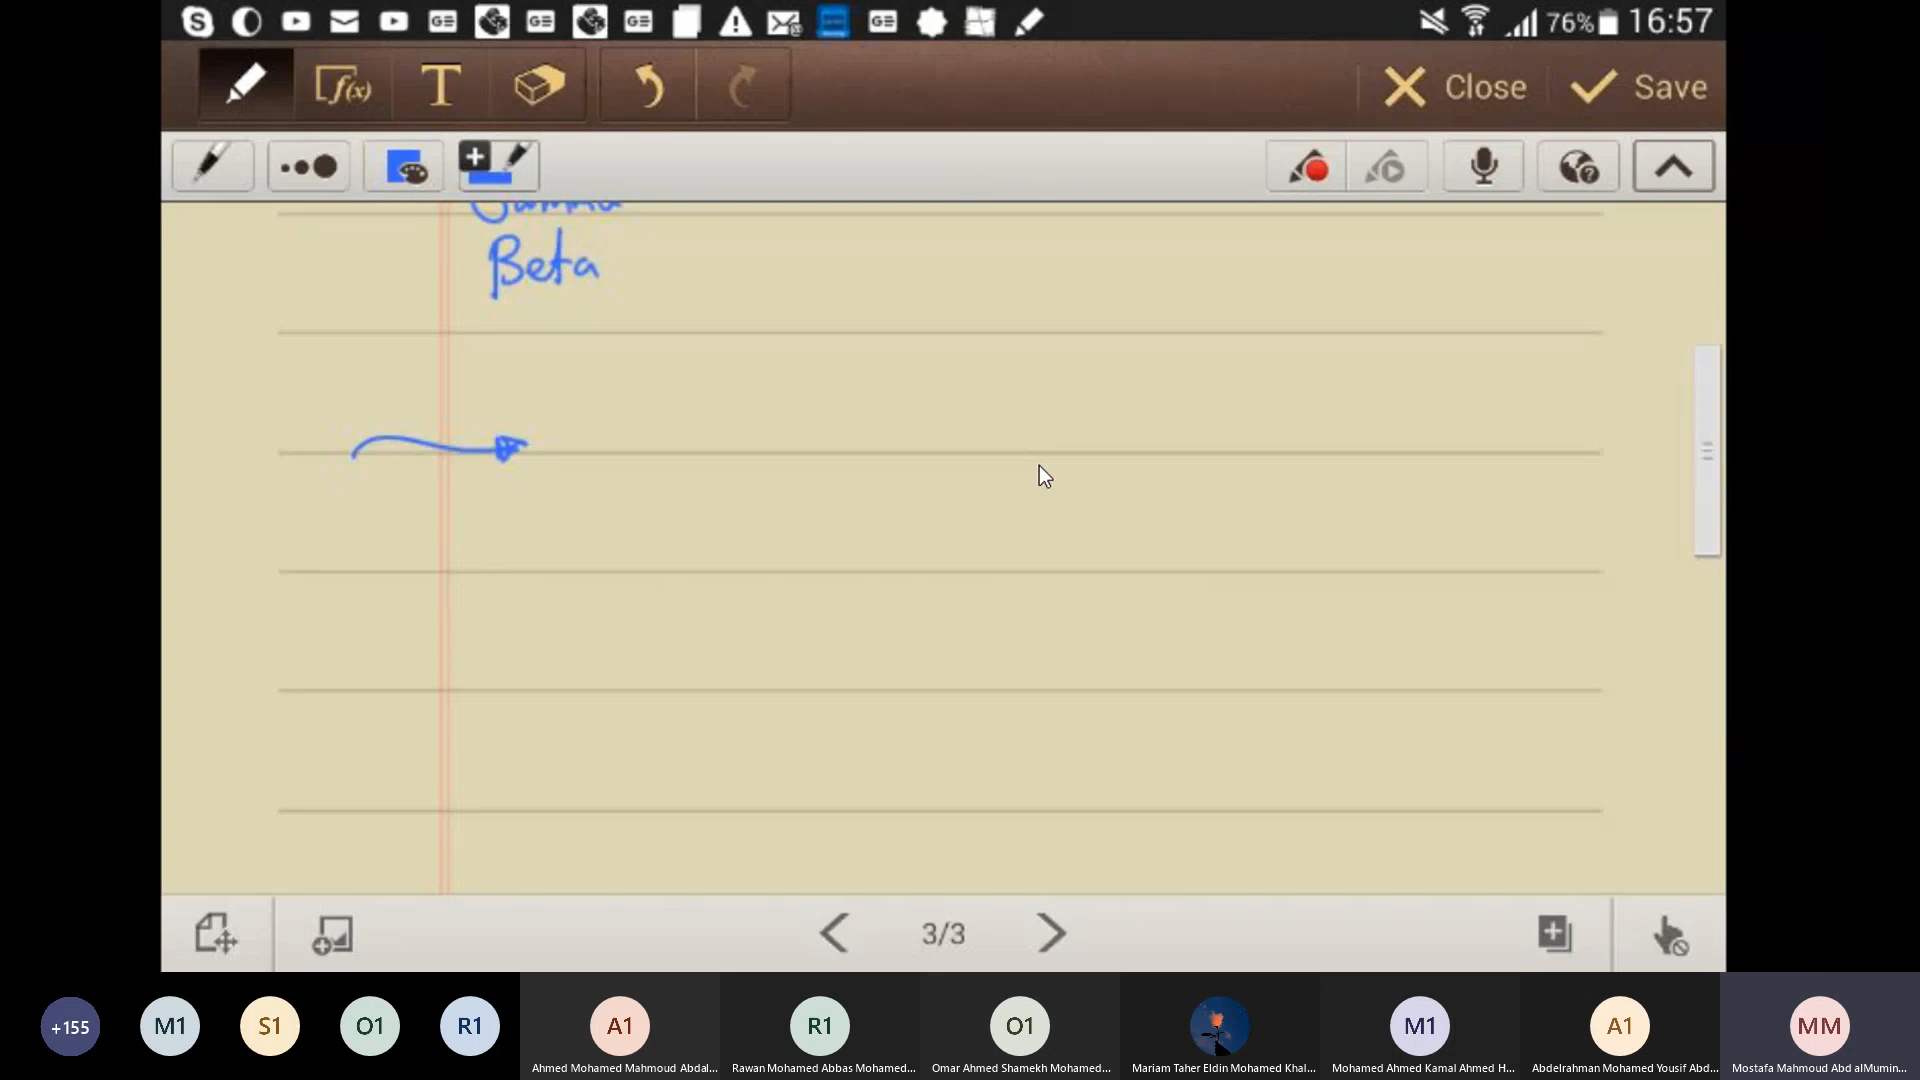 76% 16:57
f(x) T Close Save
Gamma
Beta
3/3
+155 M1 S1 O1 R1 A1 R1 O1 M1 A1 MM
Ahmed Mohamed Mahmoud Abdal... Rawan Mohamed Abbas Mohamed... Omar Ahmed Shamekh Mohamed... Mariam Taher Eldin Mohamed Khal... Mohamed Ahmed Kamal Ahmed H... Abdelrahman Mohamed Yousif Abd... Mostafa Mahmoud Abd alMumin...